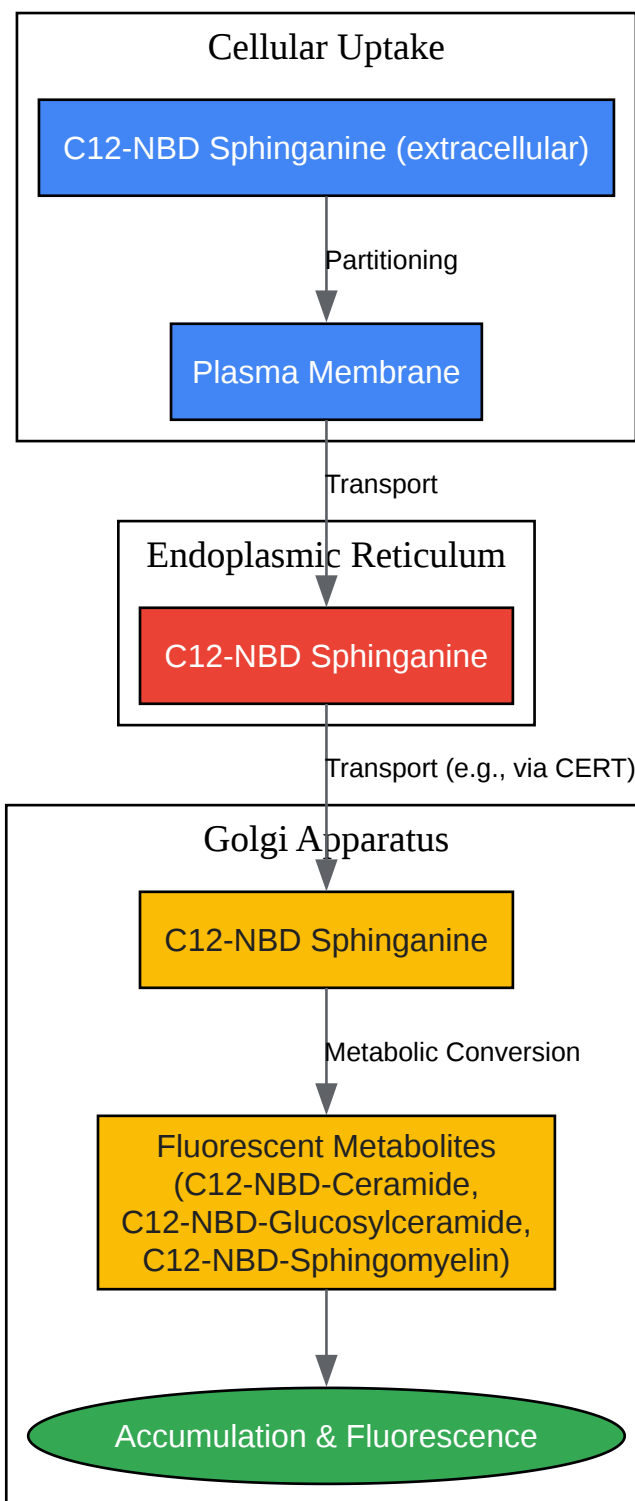 Cellular Uptake
C12-NBD Sphinganine (extracellular)
Partitioning
Plasma Membrane
Transport
Endoplasmic Reticulum
C12-NBD Sphinganine
Transport (e.g., via CERT)
Golgi Apparatus
C12-NBD Sphinganine
Metabolic Conversion
Fluorescent Metabolites
(C12-NBD-Ceramide,
C12-NBD-Glucosylceramide,
C12-NBD-Sphingomyelin)
Accumulation & Fluorescence